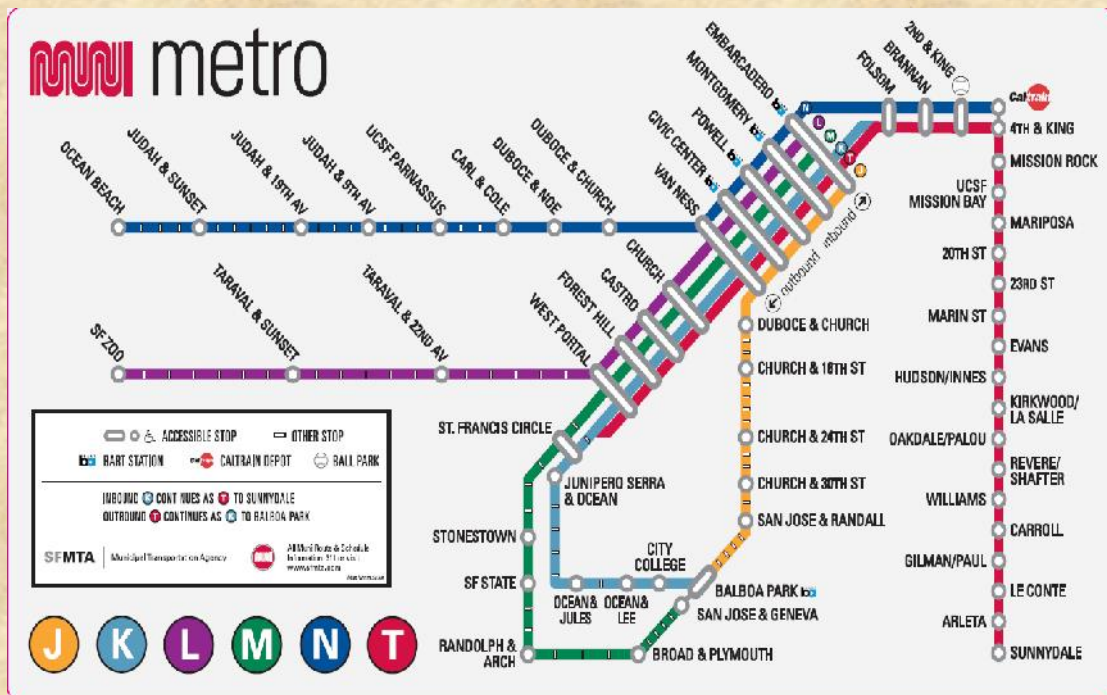 MUNI metro
OCEAN BEACH
JUDAH & SUNSET
JUDAH & 19TH AV
JUDAH & 9TH AV
UCSF PARNASSUS
CARL & COLE
DUBOCE & NOE
DUBOCE & CHURCH
VAN NESS
CIVIC CENTER
POWELL
MONTGOMERY
EMBARCADERO
FOLSOM
BRANNAN
2ND & KING
Caltrain
N
L
M
K
T
J
inbound
outbound
SF ZOO
TARAVAL & SUNSET
TARAVAL & 22ND AV
WEST PORTAL
FOREST HILL
CASTRO
CHURCH
4TH & KING
MISSION ROCK
UCSF
MISSION BAY
MARIPOSA
20TH ST
23RD ST
MARIN ST
EVANS
HUDSON/INNES
KIRKWOOD/
LA SALLE
OAKDALE/PALOU
REVERE/
SHAFTER
WILLIAMS
CARROLL
GILMAN/PAUL
LE CONTE
ARLETA
SUNNYDALE
DUBOCE & CHURCH
CHURCH & 18TH ST
CHURCH & 24TH ST
CHURCH & 30TH ST
SAN JOSE & RANDALL
BALBOA PARK
SAN JOSE & GENEVA
ST. FRANCIS CIRCLE
JUNIPERO SERRA
& OCEAN
STONESTOWN
SF STATE
RANDOLPH &
ARCH
BROAD & PLYMOUTH
OCEAN &
JULES
OCEAN &
LEE
CITY
COLLEGE
ACCESSIBLE STOP
OTHER STOP
BART STATION
CALTRAIN DEPOT
BALL PARK
INBOUND K CONTINUES AS T TO SUNNYDALE
OUTBOUND T CONTINUES AS K TO BALBOA PARK
SFMTA
Municipal Transportation Agency
www.sfmta.com
J K L M N T